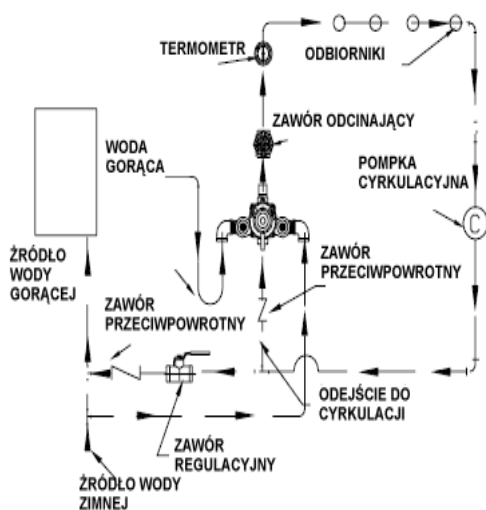 TERMOMETR
ODBIORNIKI
ZAWÓR ODCINAJĄCY
WODA
GORĄCA
POMPKA
CYRKULACYJNA
C
ŹRÓDŁO
WODY
GORĄCEJ
ZAWÓR
PRZECIWPOWROTNY
ZAWÓR
PRZECIWPOWROTNY
ODEJŚCIE DO
CYRKULACJI
ZAWÓR
REGULACYJNY
ŹRÓDŁO WODY
ZIMNEJ